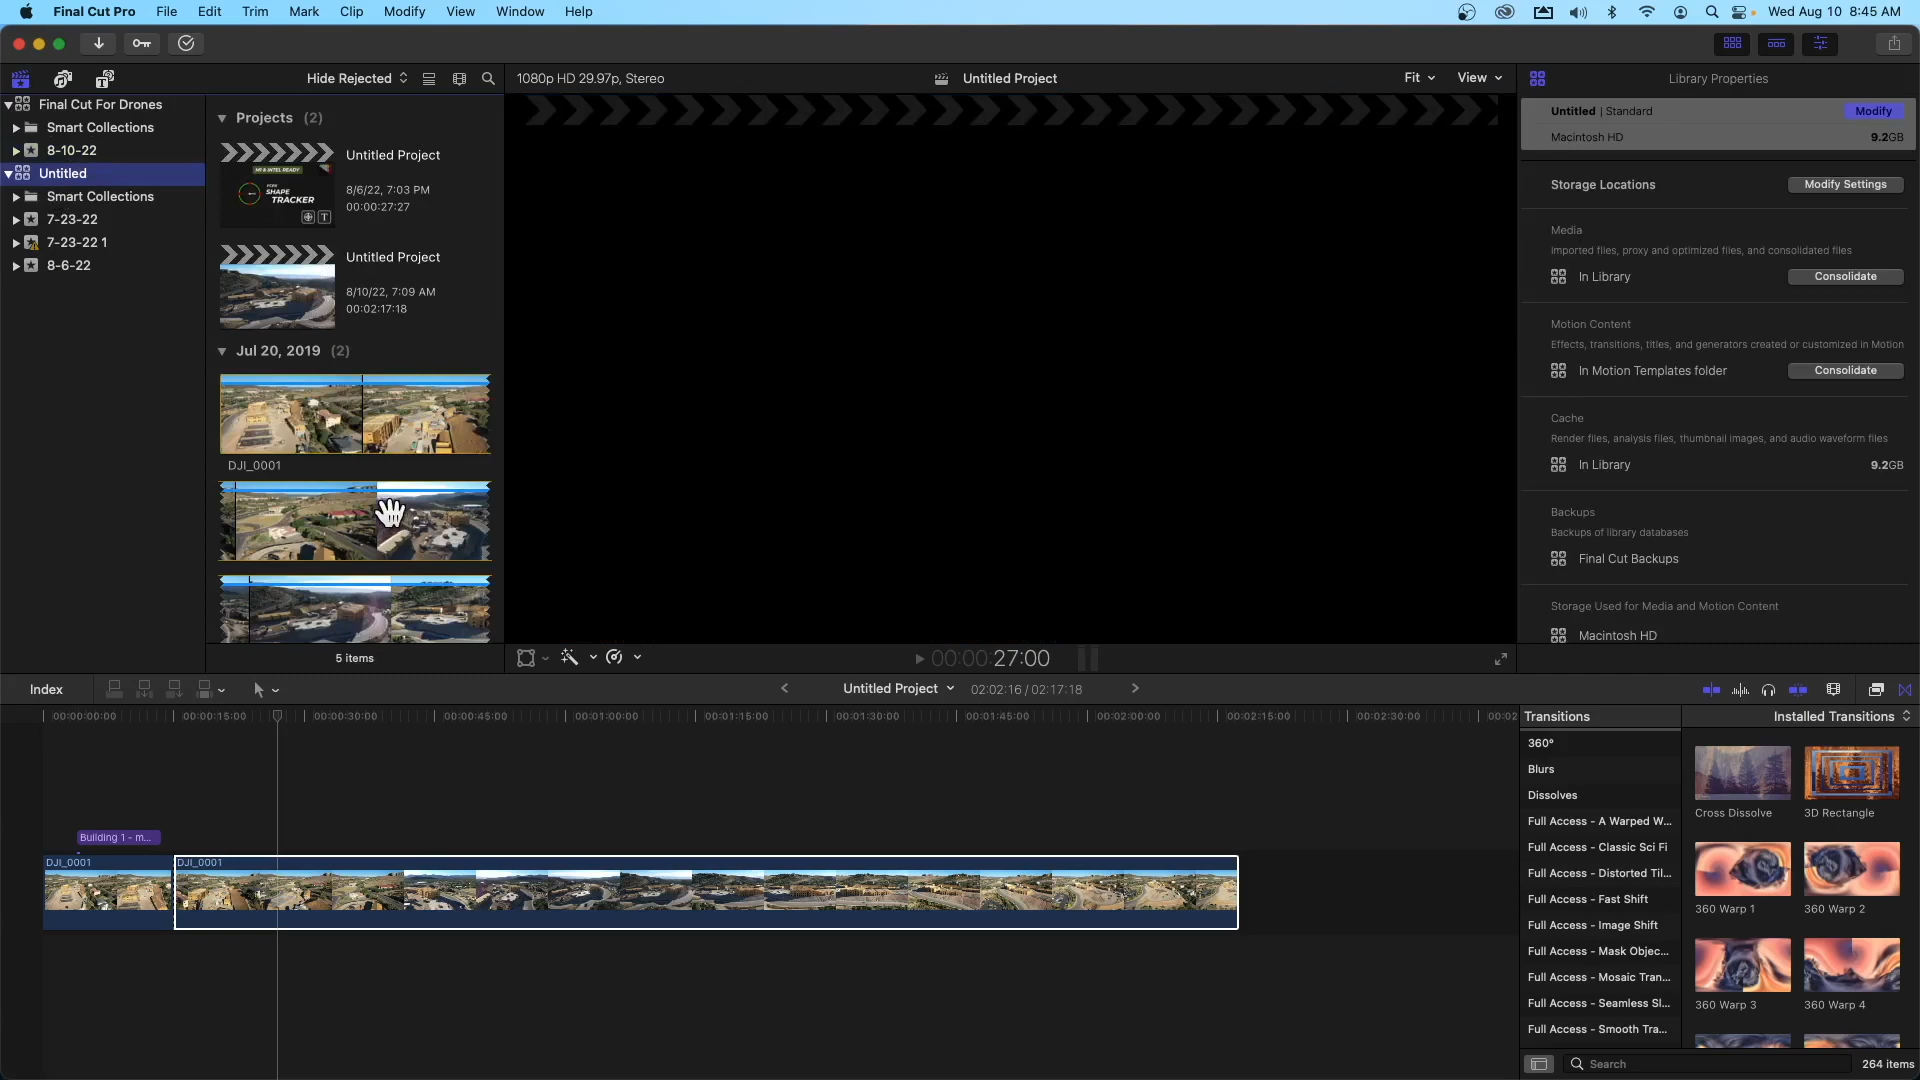 Final Cut Pro File Edit Trim Mark Clip Modify View Window Help Wed Aug 10 8:45 AM
Hide Rejected 1080p HD 29.97p, Stereo Untitled Project Fit View Library Properties
Final Cut For Drones
Smart Collections
8-10-22
Untitled
Smart Collections
7-23-22
7-23-22 1
8-6-22
Projects (2)
Untitled Project
8/6/22, 7:03 PM
00:00:27:27
M1 & INTEL READY
SHAPE
TRACKER
Untitled Project
8/10/22, 7:09 AM
00:02:17:18
Jul 20, 2019 (2)
DJI_0001
5 items
00:00:27:00
Untitled | Standard Modify
Macintosh HD 9.2GB
Storage Locations Modify Settings
Media
Imported files, proxy and optimized files, and consolidated files
In Library Consolidate
Motion Content
Effects, transitions, titles, and generators created or customized in Motion
In Motion Templates folder Consolidate
Cache
Render files, analysis files, thumbnail images, and audio waveform files
In Library 9.2GB
Backups
Backups of library databases
Final Cut Backups
Storage Used for Media and Motion Content
Macintosh HD
Index Untitled Project 02:02:16 / 02:17:18
00:00:00:00 00:00:15:00 00:00:30:00 00:00:45:00 00:01:00:00 00:01:15:00 00:01:30:00 00:01:45:00 00:02:00:00 00:02:15:00 00:02:30:00 00:02
Building 1 - m...
DJI_0001 DJI_0001
Transitions Installed Transitions
360°
Blurs
Dissolves
Full Access - A Warped W...
Full Access - Classic Sci Fi
Full Access - Distorted Til...
Full Access - Fast Shift
Full Access - Image Shift
Full Access - Mask Objec...
Full Access - Mosaic Tran...
Full Access - Seamless Sl...
Full Access - Smooth Tra...
Cross Dissolve 3D Rectangle
360 Warp 1 360 Warp 2
360 Warp 3 360 Warp 4
Search 264 items